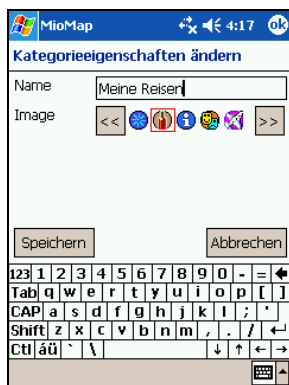 MioMap 4:17 ok
Kategorieeigenschaften ändern
Name Meine Reisen
Image << >>
Speichern Abbrechen
123 1 2 3 4 5 6 7 8 9 0 - =
Tab q w e r t y u i o p [ ]
CAP a s d f g h j k l ; '
Shift z x c v b n m , . /
Ctl áü ` \